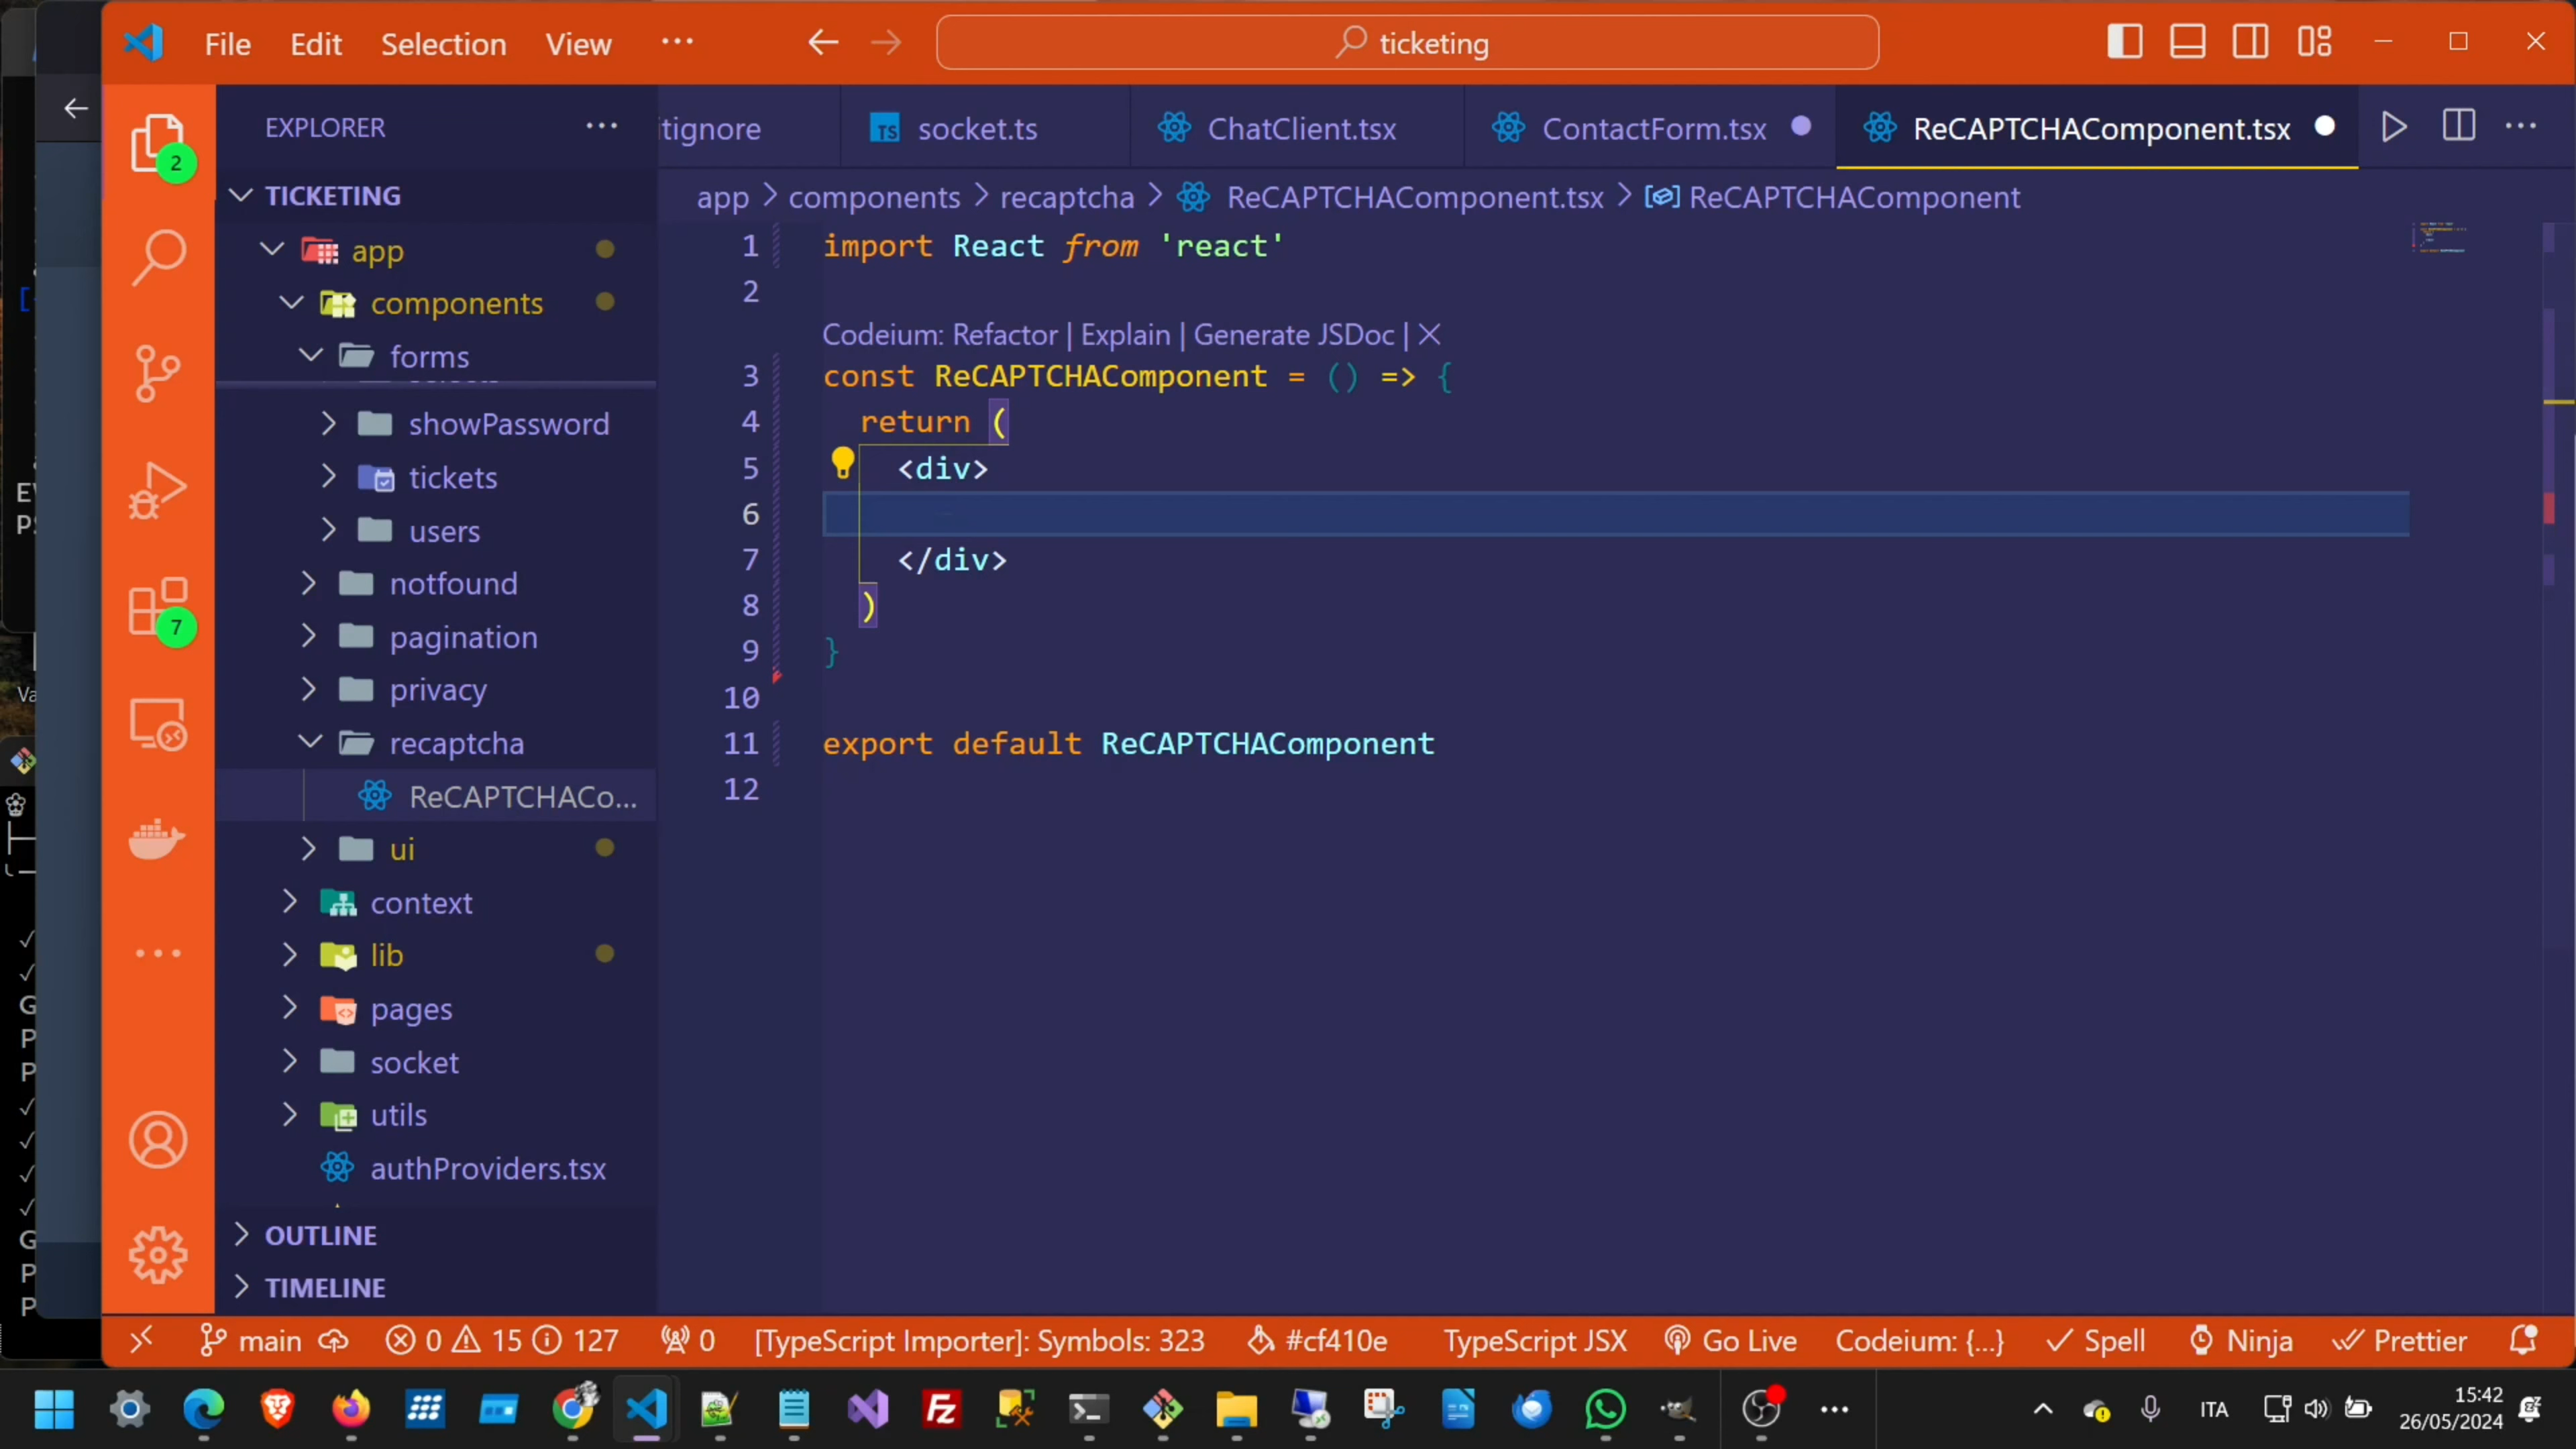 File Edit Selection View ... ticketing
EXPLORER ...
TICKETING
app
components
forms
showPassword
tickets
users
notfound
pagination
privacy
recaptcha
ReCAPTCHACo...
ui
context
lib
pages
socket
utils
authProviders.tsx
OUTLINE
TIMELINE
2
7
tignore socket.ts ChatClient.tsx ContactForm.tsx ReCAPTCHAComponent.tsx
app > components > recaptcha > ReCAPTCHAComponent.tsx > ReCAPTCHAComponent
1 import React from 'react'
2
Codeium: Refactor | Explain | Generate JSDoc | X
3 const ReCAPTCHAComponent = () => {
4 return (
5 <div>
6
7 </div>
8 )
9 }
10
11 export default ReCAPTCHAComponent
12
main 0 15 127 0 [TypeScript Importer]: Symbols: 323 #cf410e TypeScript JSX Go Live Codeium: {...} Spell Ninja Prettier
ITA 15:42
26/05/2024